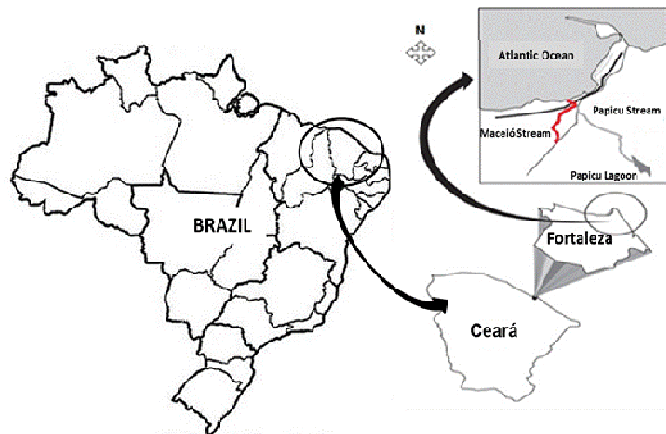 N
Atlantic Ocean
Papicu Stream
MaceióStream
Papicu Lagoon
BRAZIL
Fortaleza
Ceará